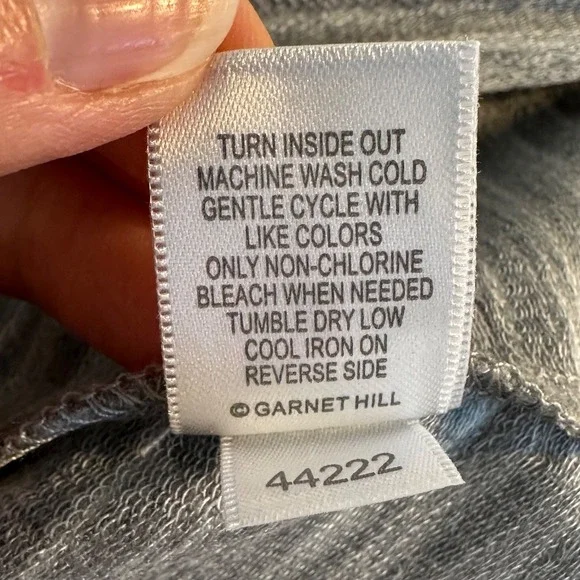 TURN INSIDE OUT
MACHINE WASH COLD
GENTLE CYCLE WITH
LIKE COLORS
ONLY NON-CHLORINE
BLEACH WHEN NEEDED
TUMBLE DRY LOW
COOL IRON ON
REVERSE SIDE
© GARNET HILL
44222